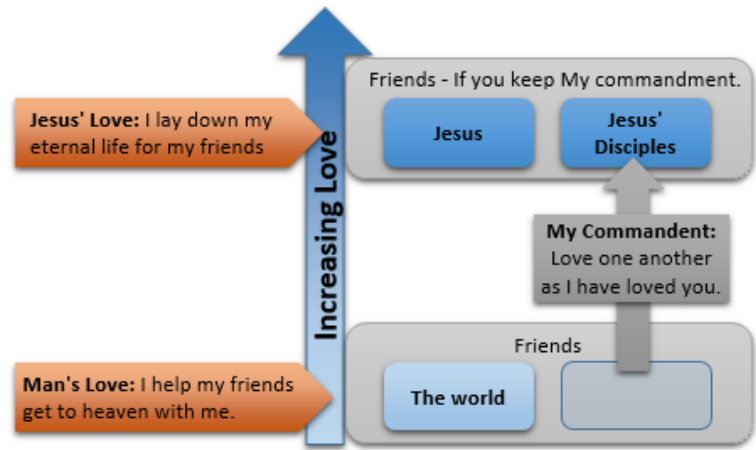 Friends - If you keep My commandment.
Jesus' Love: I lay down my
eternal life for my friends
Jesus
Jesus'
Disciples
Increasing Love
My Commandent:
Love one another
as I have loved you.
Friends
Man's Love: I help my friends
get to heaven with me.
The world